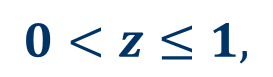 0 < z ≤ 1,